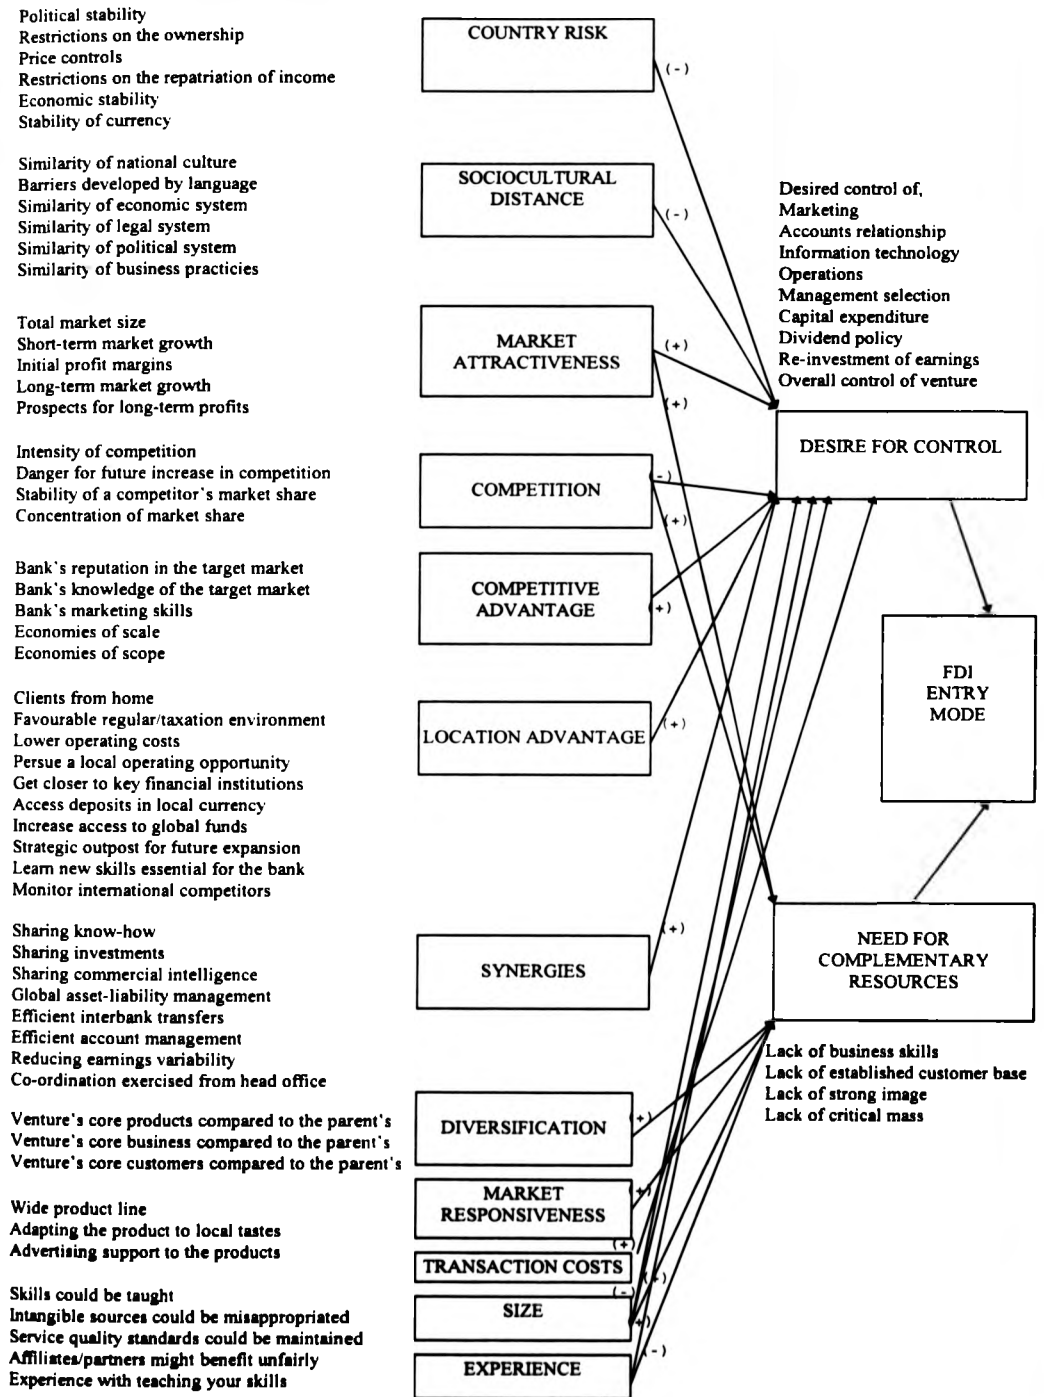 Political stability
Restrictions on the ownership
Price controls
Restrictions on the repatriation of income
Economic stability
Stability of currency
COUNTRY RISK
(-)
Similarity of national culture
Barriers developed by language
Similarity of economic system
Similarity of legal system
Similarity of political system
Similarity of business practicies
SOCIOCULTURAL
DISTANCE
(-)
Desired control of,
Marketing
Accounts relationship
Information technology
Operations
Management selection
Capital expenditure
Dividend policy
Re-investment of earnings
Overall control of venture
Total market size
Short-term market growth
Initial profit margins
Long-term market growth
Prospects for long-term profits
MARKET
ATTRACTIVENESS
(+)
(+)
DESIRE FOR CONTROL
Intensity of competition
Danger for future increase in competition
Stability of a competitor's market share
Concentration of market share
COMPETITION
(-)
(+)
Bank's reputation in the target market
Bank's knowledge of the target market
Bank's marketing skills
Economies of scale
Economies of scope
COMPETITIVE
ADVANTAGE
(+)
FDI
ENTRY
MODE
Clients from home
Favourable regular/taxation environment
Lower operating costs
Persue a local operating opportunity
Get closer to key financial institutions
Access deposits in local currency
Increase access to global funds
Strategic outpost for future expansion
Learn new skills essential for the bank
Monitor international competitors
LOCATION ADVANTAGE
(+)
Sharing know-how
Sharing investments
Sharing commercial intelligence
Global asset-liability management
Efficient interbank transfers
Efficient account management
Reducing earnings variability
Co-ordination exercised from head office
SYNERGIES
(+)
NEED FOR
COMPLEMENTARY
RESOURCES
Lack of business skills
Lack of established customer base
Lack of strong image
Lack of critical mass
Venture's core products compared to the parent's
Venture's core business compared to the parent's
Venture's core customers compared to the parent's
DIVERSIFICATION
(+)
Wide product line
Adapting the product to local tastes
Advertising support to the products
MARKET
RESPONSIVENESS
(+)
(+)
TRANSACTION COSTS
(+)
(-)
Skills could be taught
Intangible sources could be misappropriated
Service quality standards could be maintained
Affiliates/partners might benefit unfairly
Experience with teaching your skills
SIZE
(+)
(-)
EXPERIENCE